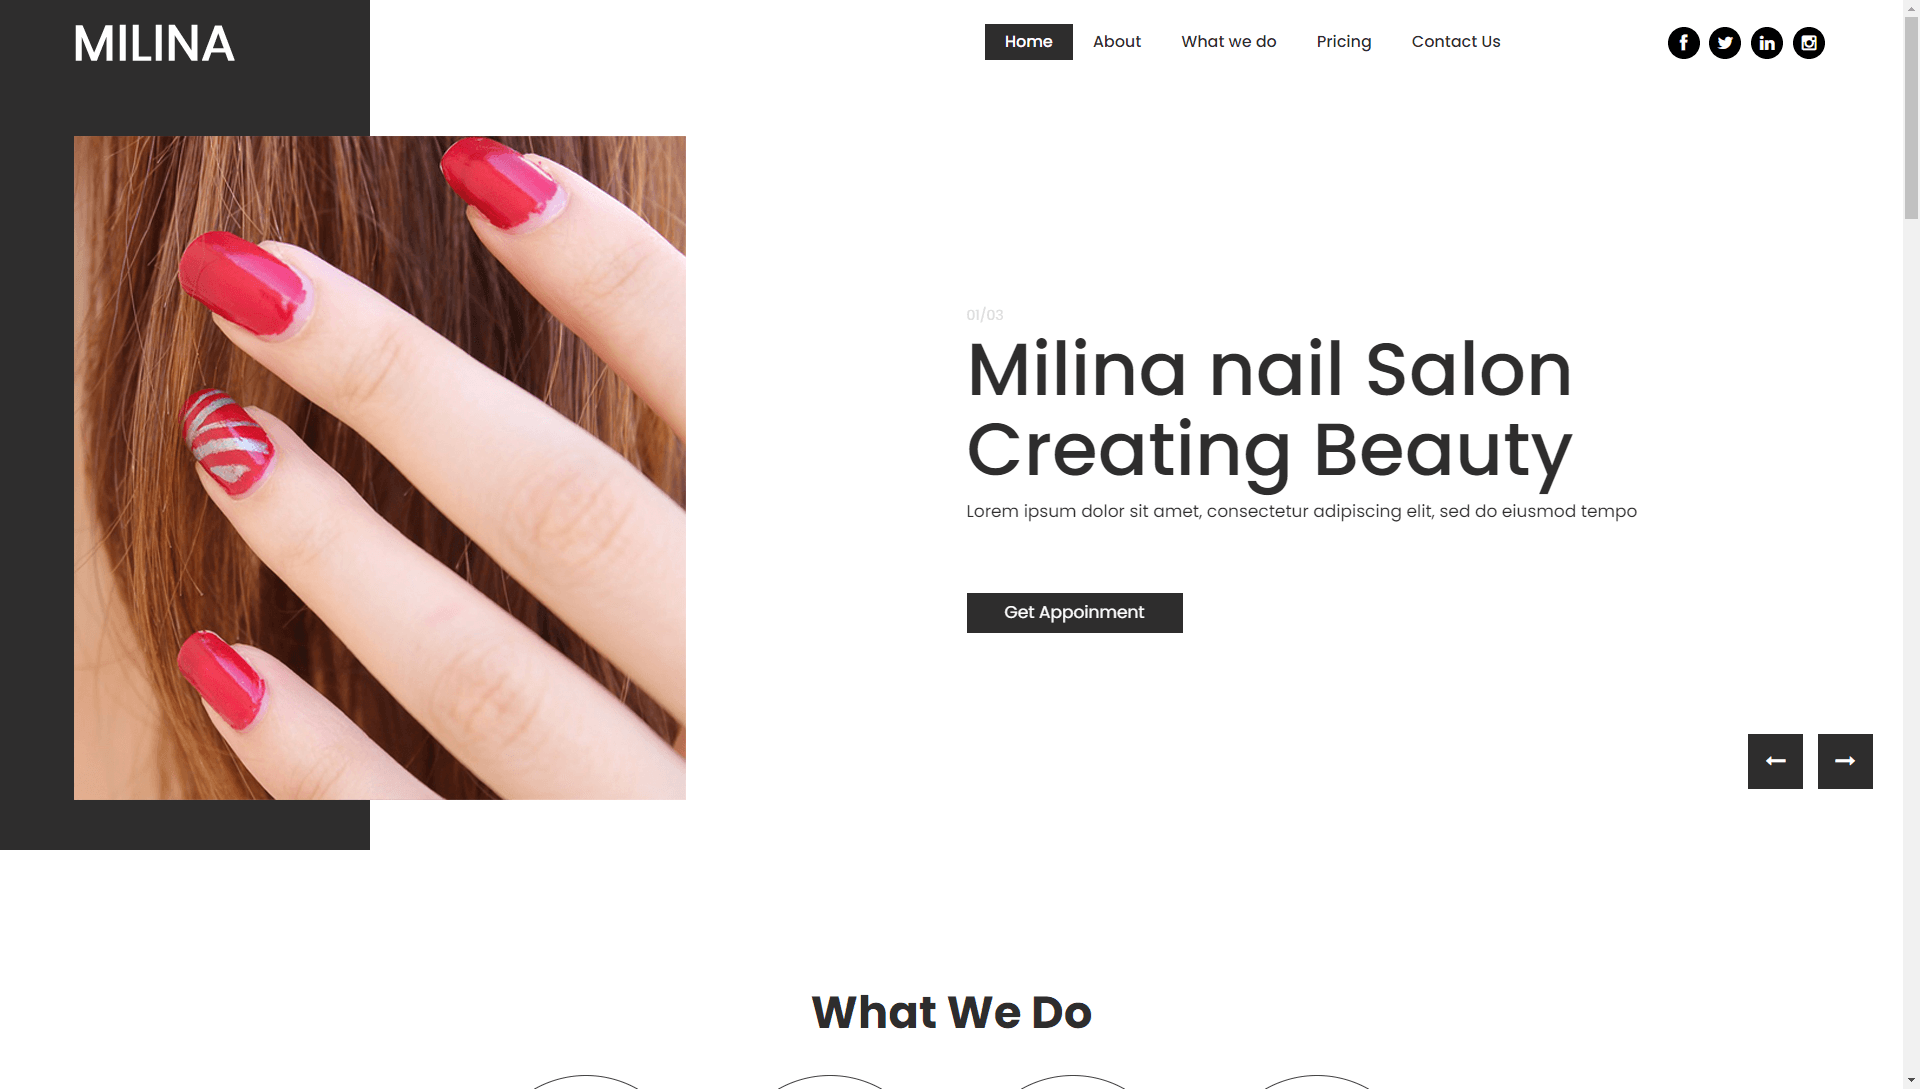 MILINA
Home
About
What we do
Pricing
Contact Us
01/03
Milina nail Salon
Creating Beauty
Lorem ipsum dolor sit amet, consectetur adipiscing elit, sed do eiusmod tempo
Get Appoinment
What We Do